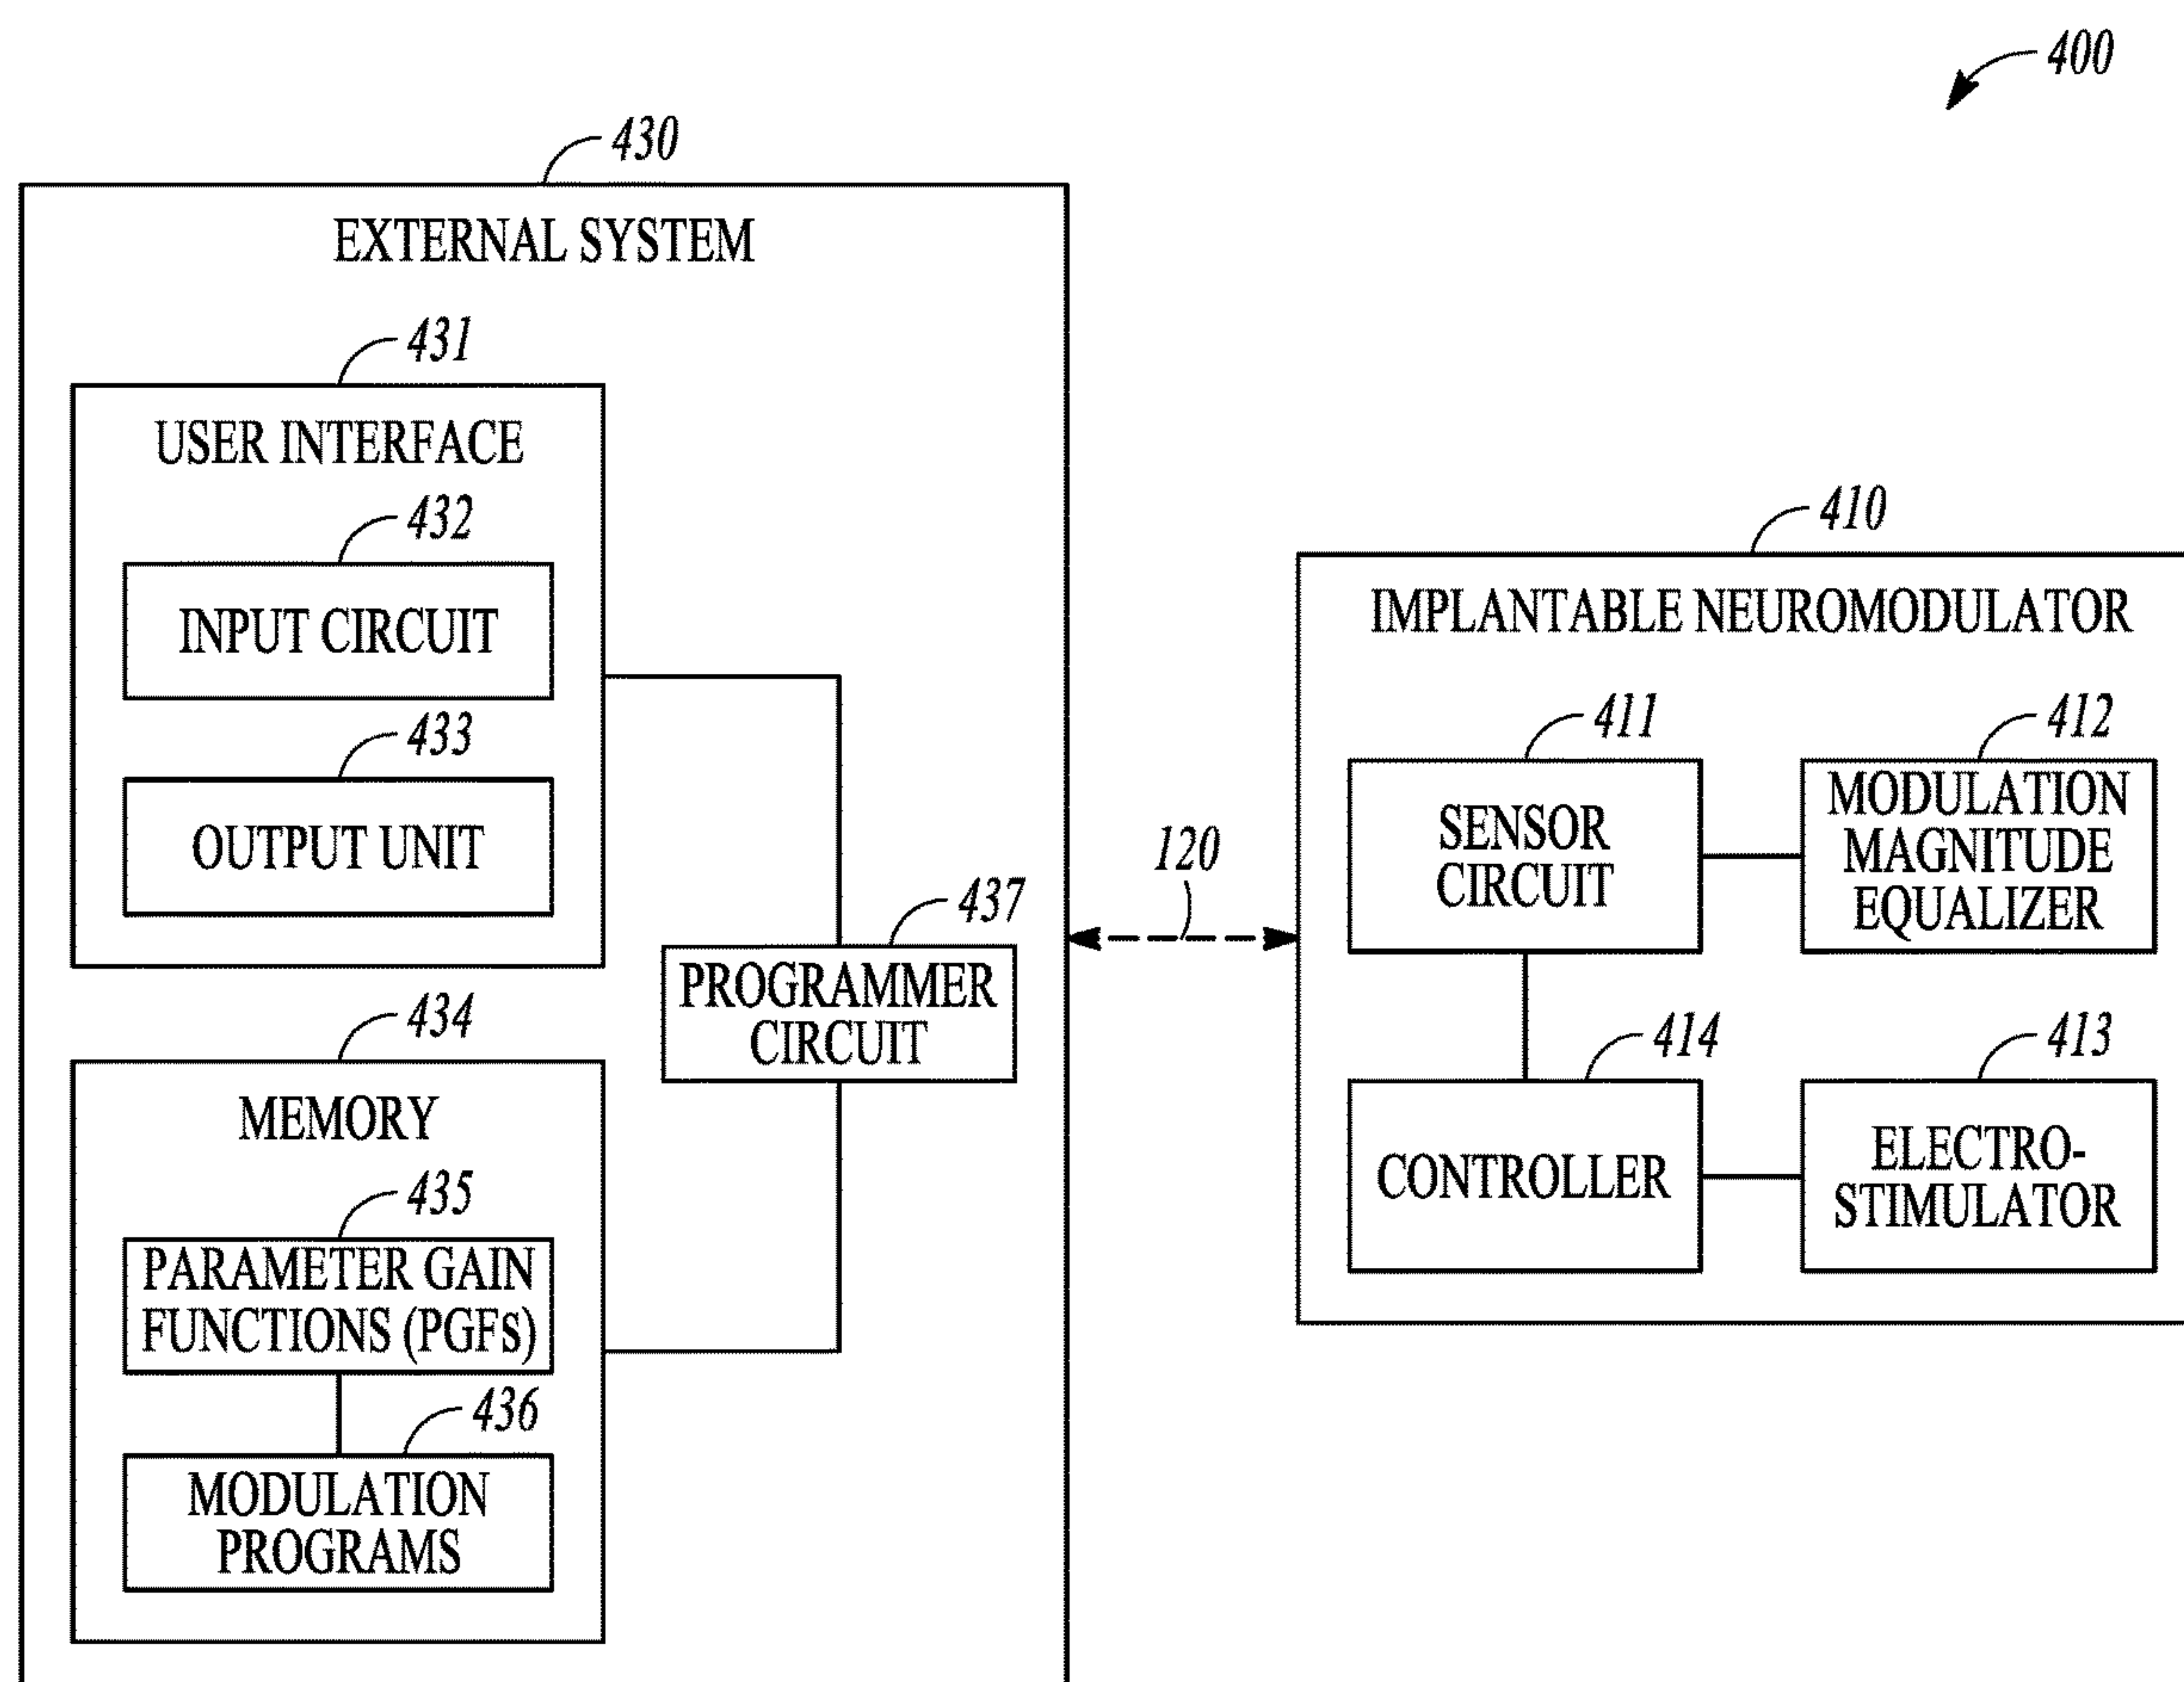 400
430
EXTERNAL SYSTEM
431
USER INTERFACE
432
INPUT CIRCUIT
433
OUTPUT UNIT
434
MEMORY
435
PARAMETER GAIN
FUNCTIONS (PGFs)
436
MODULATION
PROGRAMS
437
PROGRAMMER
CIRCUIT
120
410
IMPLANTABLE NEUROMODULATOR
411
SENSOR
CIRCUIT
412
MODULATION
MAGNITUDE
EQUALIZER
414
CONTROLLER
413
ELECTRO-
STIMULATOR